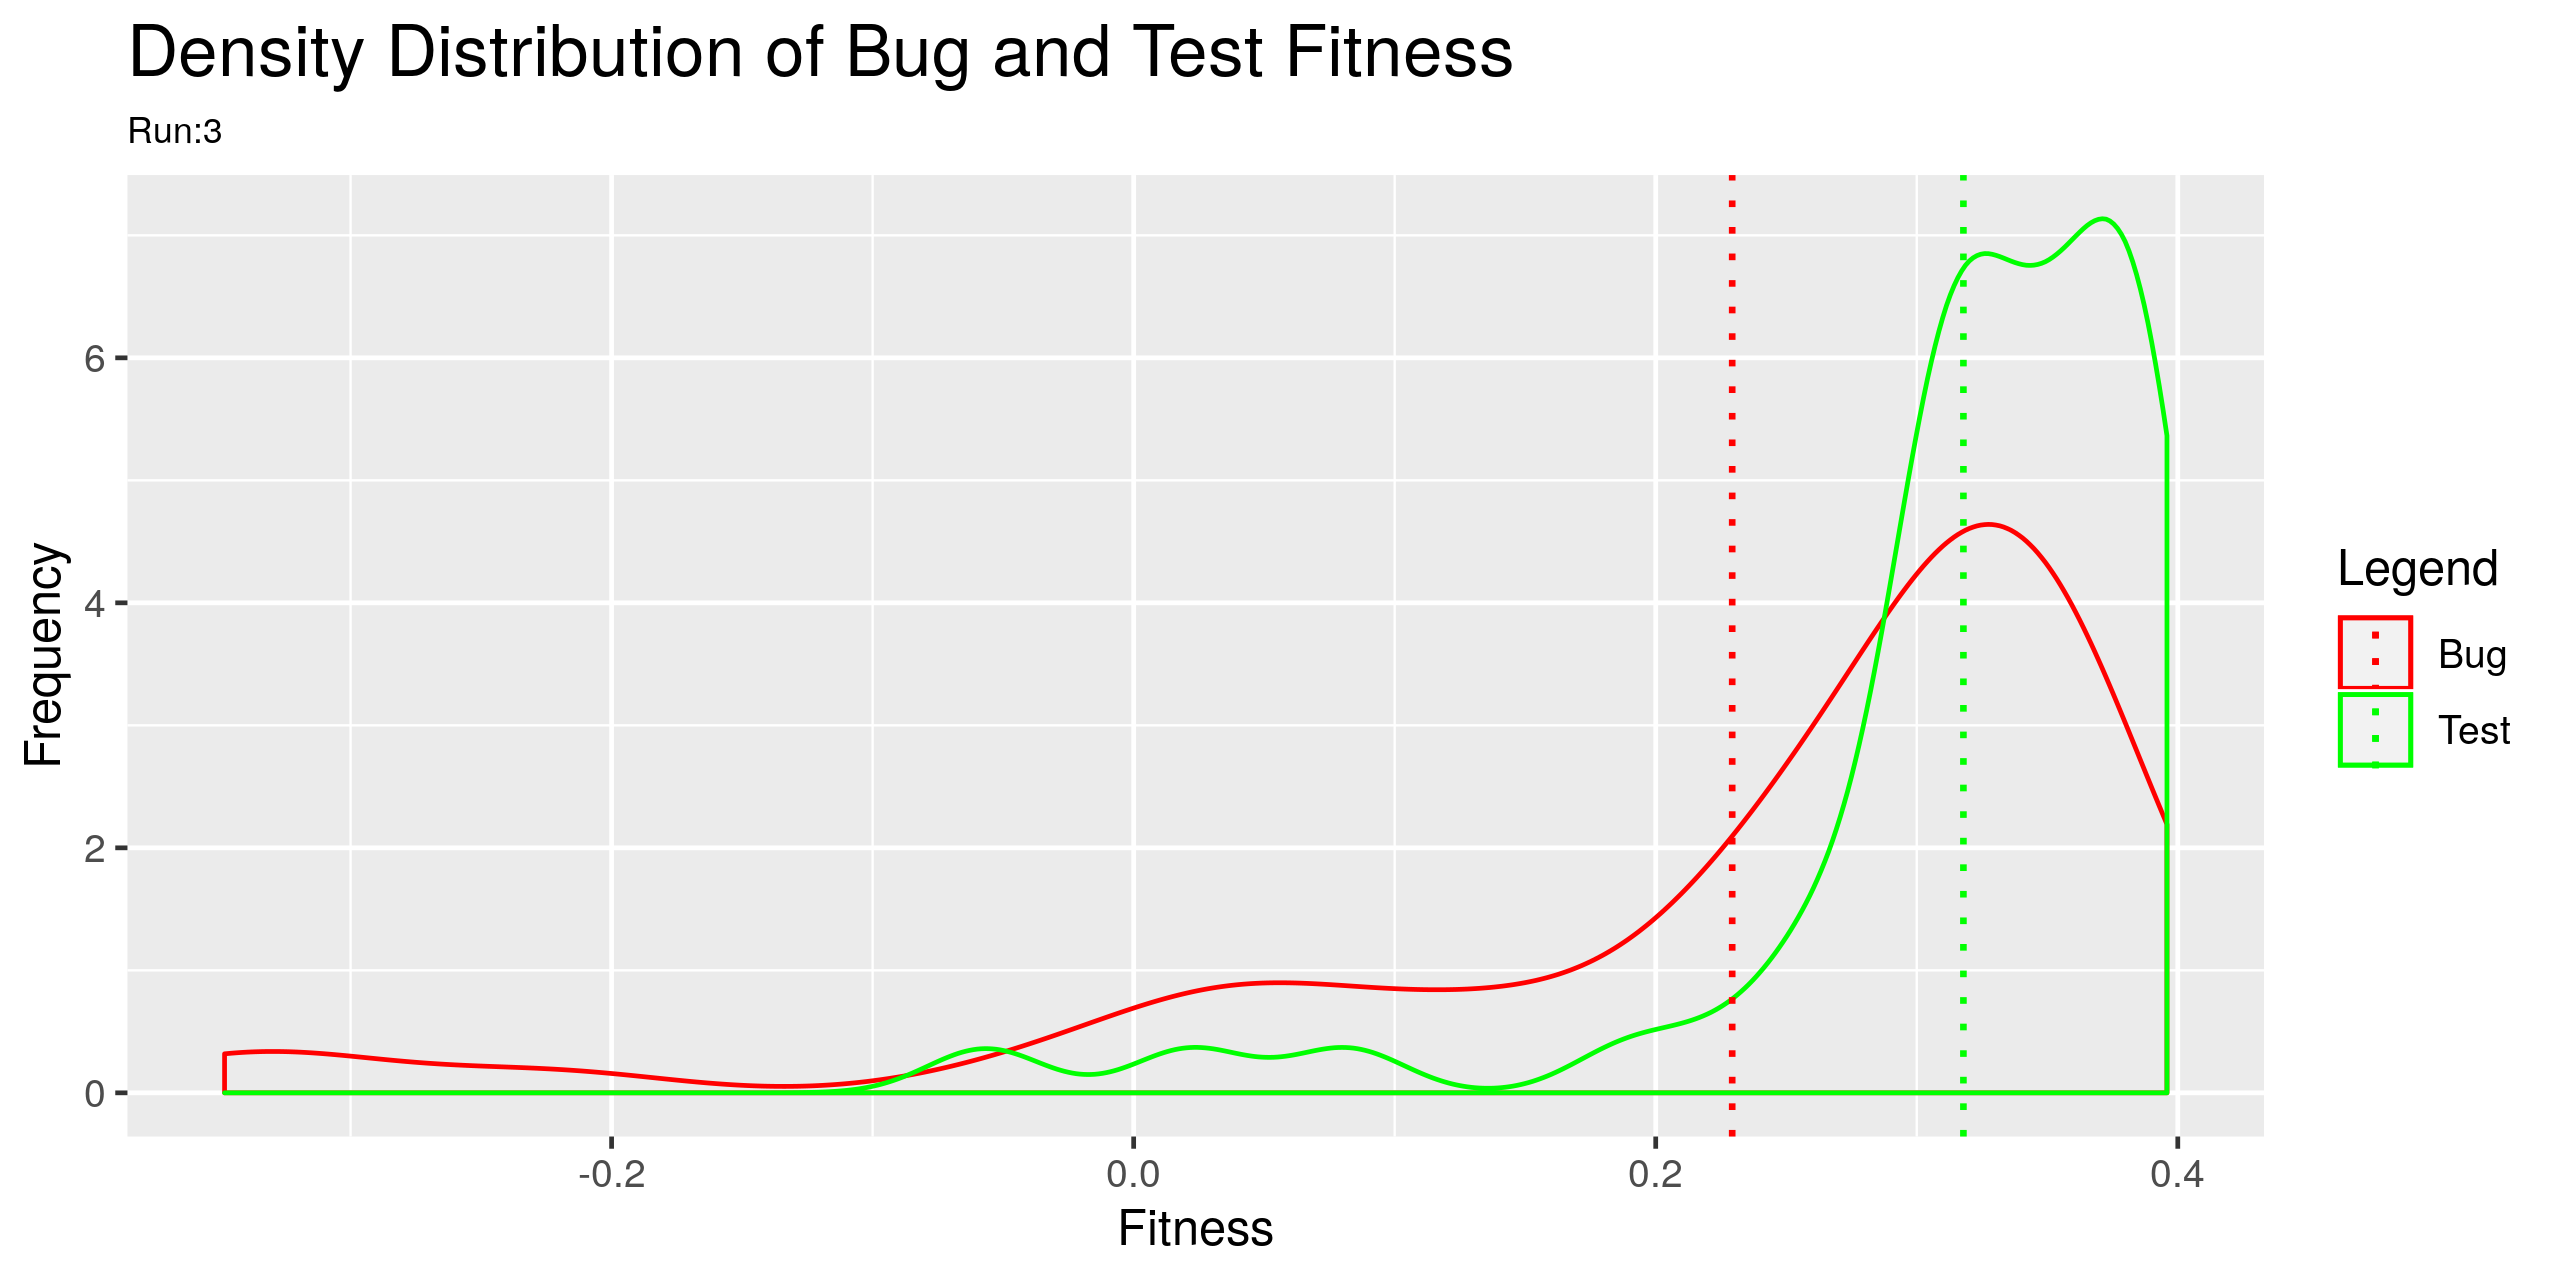 Density Distribution of Bug and Test Fitness
Run:3
Frequency
6
4
2
0
-0.2
0.0
0.2
0.4
Fitness
Legend
Bug
Test